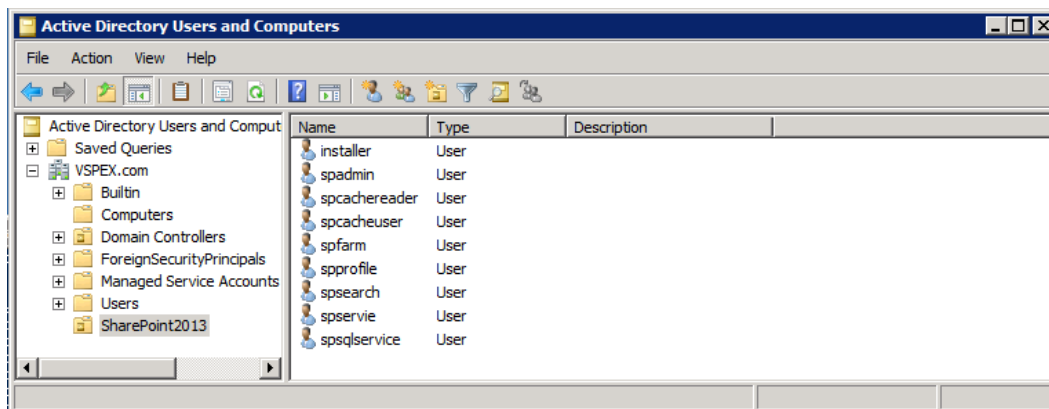 Active Directory Users and Computers
File Action View Help
Active Directory Users and Comput
Saved Queries
VSPEX.com
Builtin
Computers
Domain Controllers
ForeignSecurityPrincipals
Managed Service Accounts
Users
SharePoint2013
Name Type Description
installer User
spadmin User
spcachereader User
spcacheuser User
spfarm User
spprofile User
spsearch User
spservie User
spsqlservice User